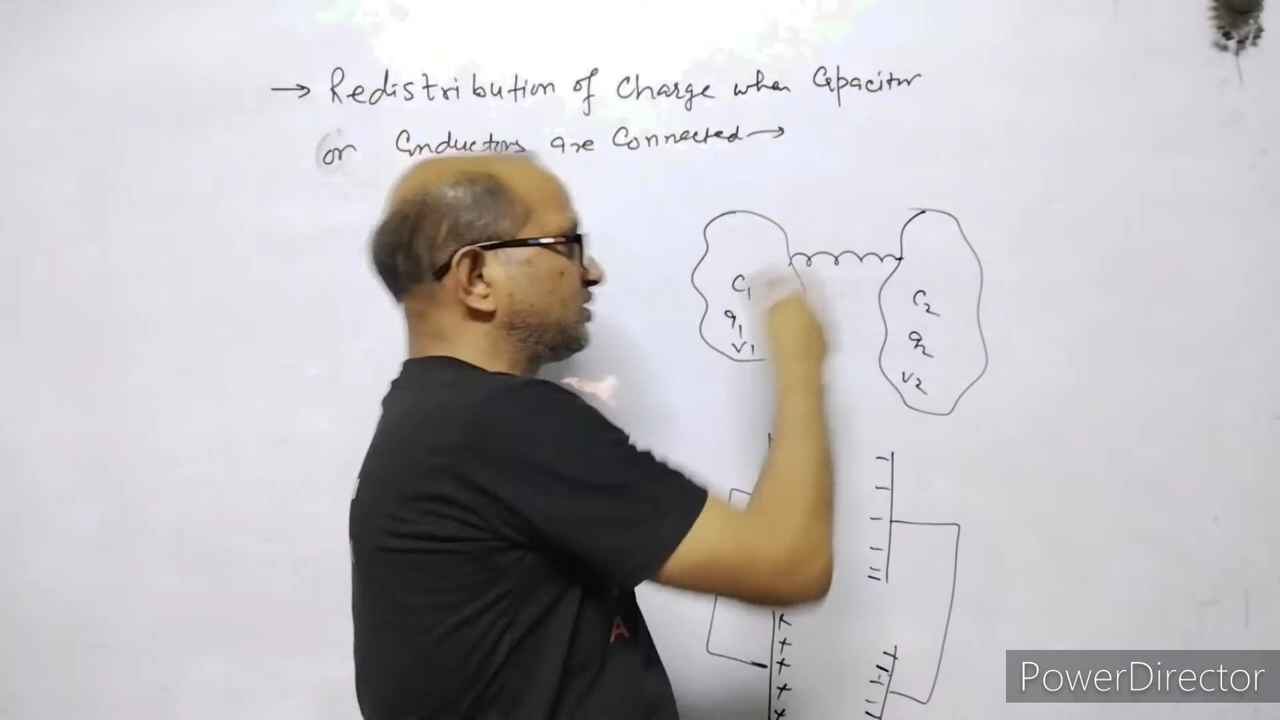 → Redistribution of Charge when Capacitor
or Conductors are Connected →
C1
q1
V1
C2
q2
V2
A
PowerDirector